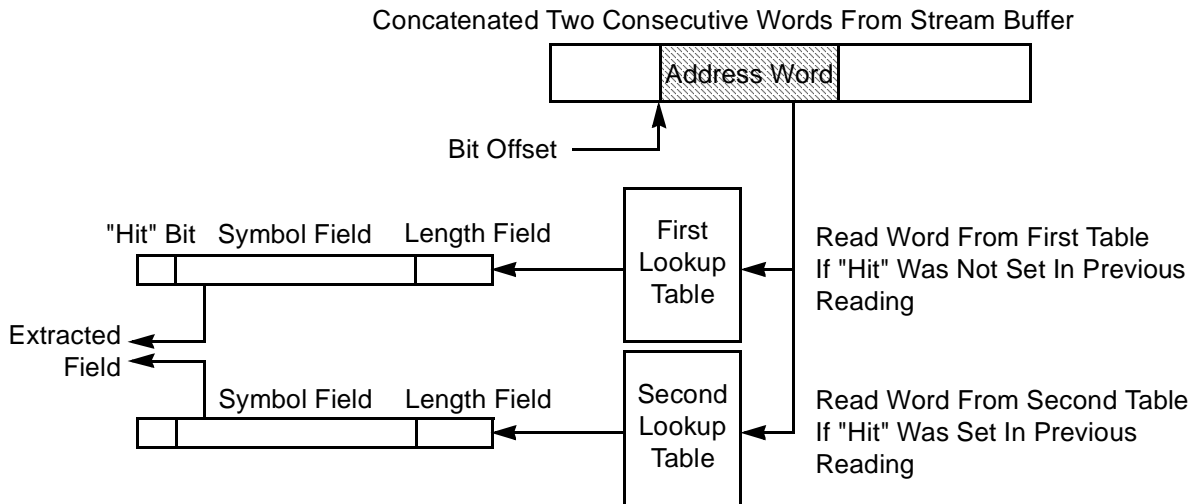 Concatenated Two Consecutive Words From Stream Buffer
Address Word
Bit Offset
"Hit" Bit
Symbol Field
Length Field
First
Lookup
Table
Read Word From First Table
If "Hit" Was Not Set In Previous
Reading
Extracted
Field
Symbol Field
Length Field
Second
Lookup
Table
Read Word From Second Table
If "Hit" Was Set In Previous
Reading